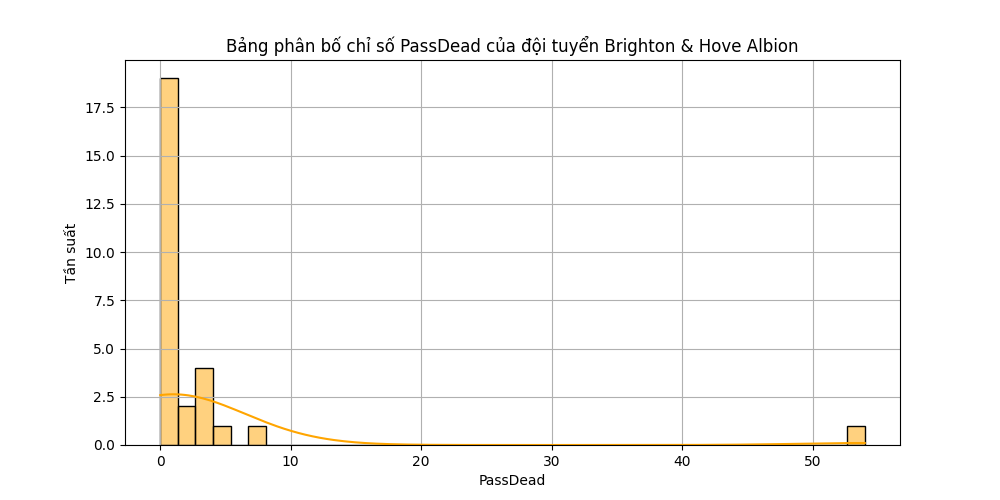 Bảng phân bố chỉ số PassDead của đội tuyển Brighton & Hove Albion
17.5
15.0
12.5
10.0
7.5
5.0
2.5
0.0
Tần suất
0 10 20 30 40 50
PassDead